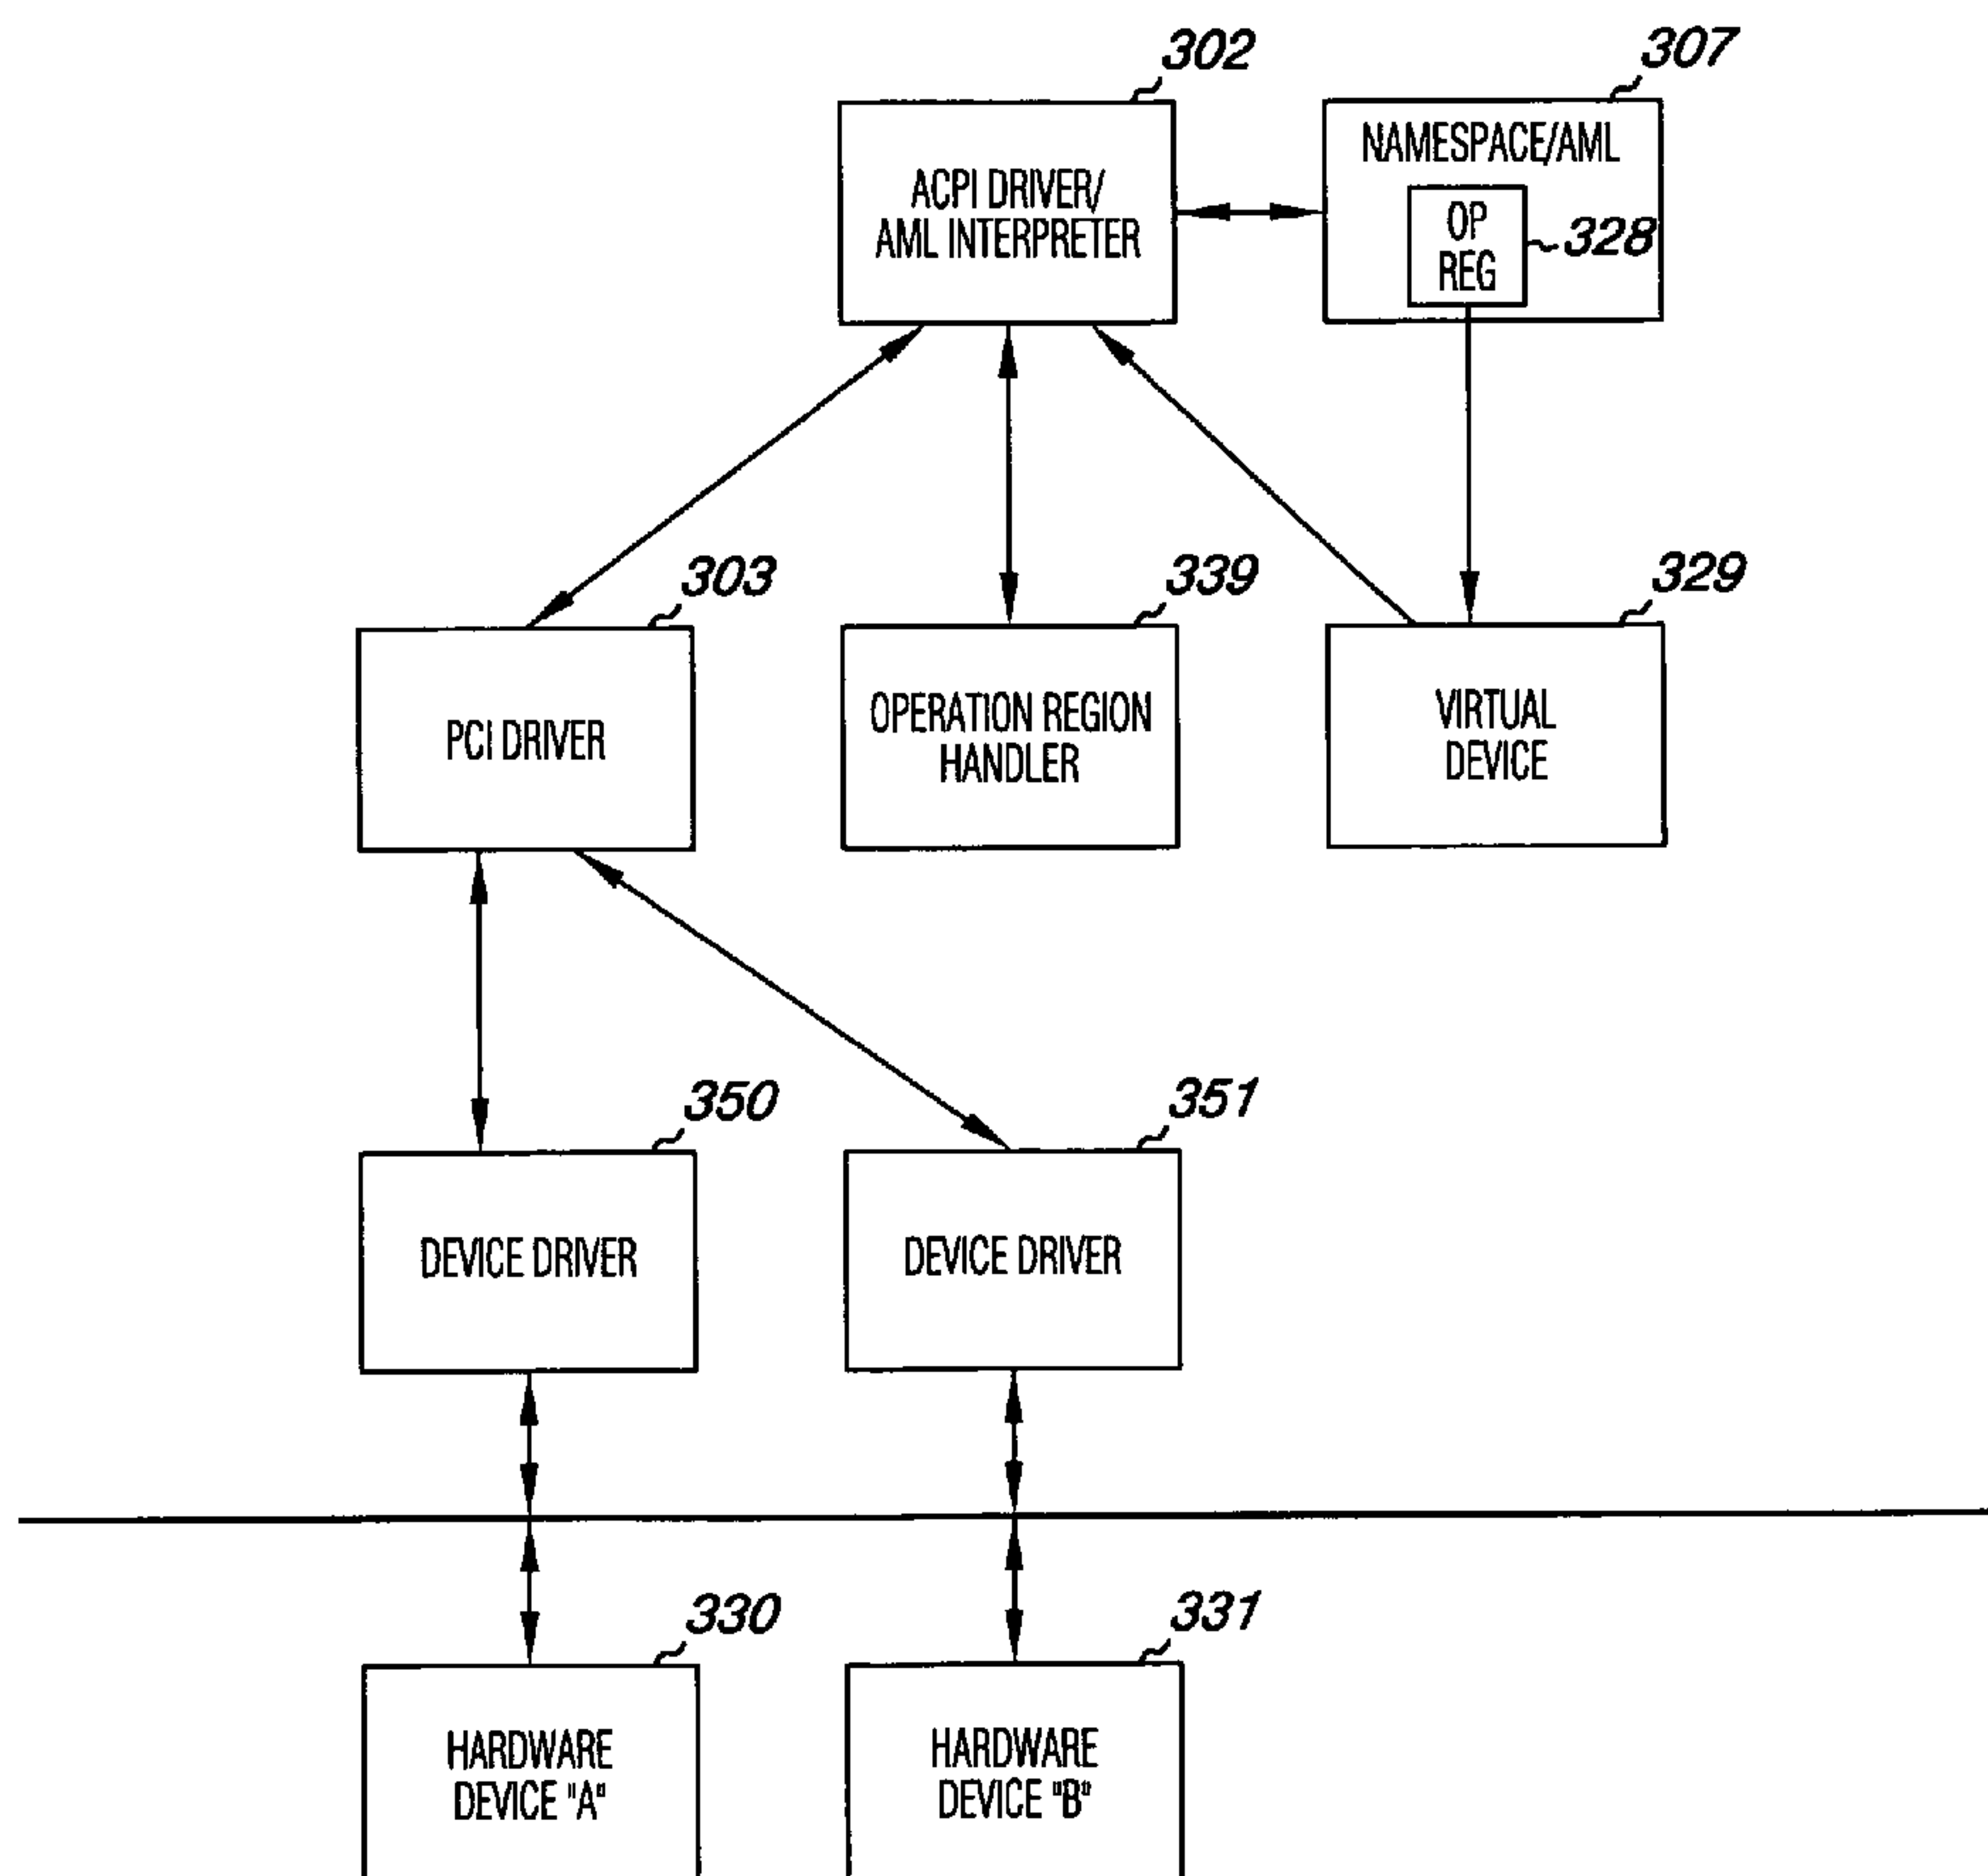 302
307
ACPI DRIVER/
AML INTERPRETER
NAMESPACE/AML
OP
REG
328
303
339
329
PCI DRIVER
OPERATION REGION
HANDLER
VIRTUAL
DEVICE
350
351
DEVICE DRIVER
DEVICE DRIVER
330
331
HARDWARE
DEVICE "A"
HARDWARE
DEVICE "B"